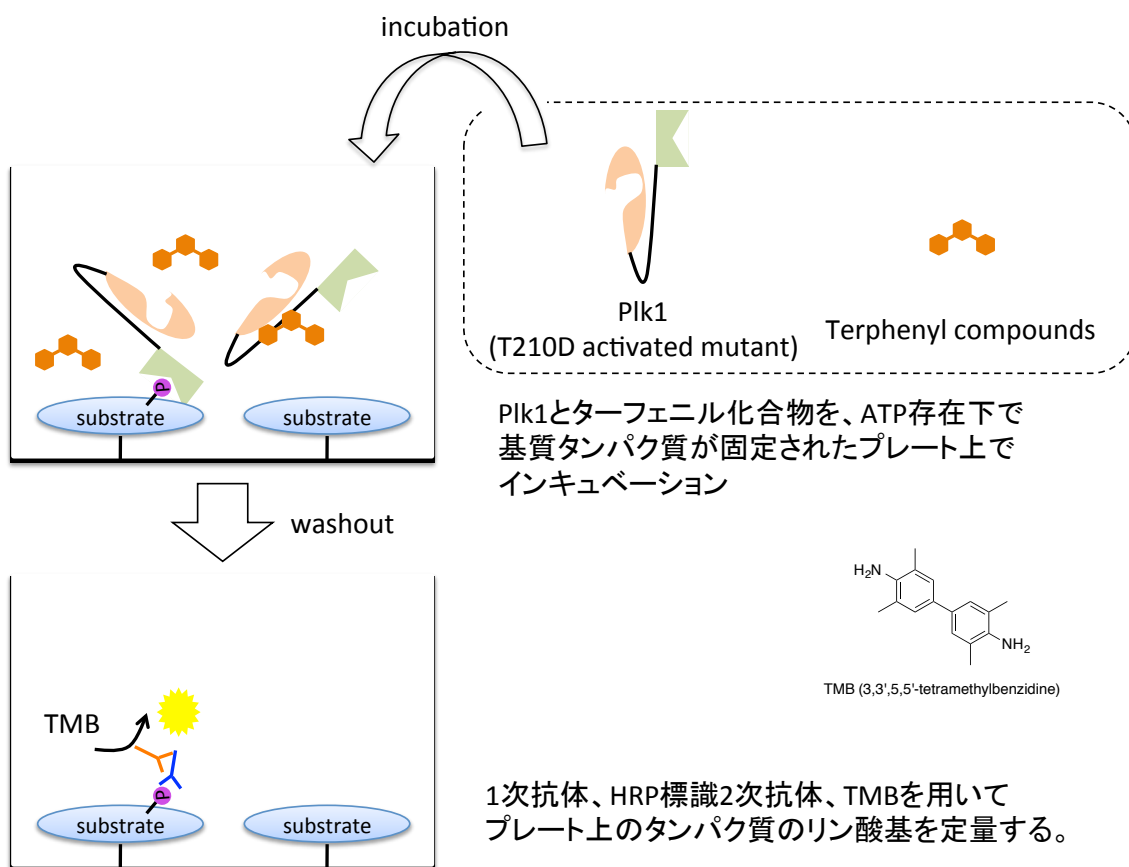 incubation
Plk1
(T210D activated mutant)
Terphenyl compounds
P
substrate
substrate
Plk1とターフェニル化合物を、ATP存在下で
基質タンパク質が固定されたプレート上で
インキュベーション
washout
H2N
NH2
TMB (3,3',5,5'-tetramethylbenzidine)
TMB
P
substrate
substrate
1次抗体、HRP標識2次抗体、TMBを用いて
プレート上のタンパク質のリン酸基を定量する。